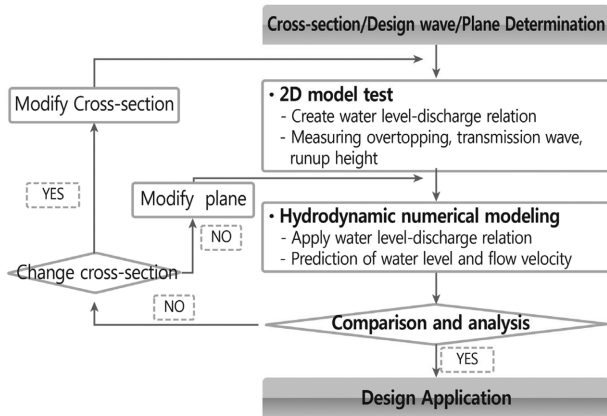 Cross-section/Design wave/Plane Determination
Modify Cross-section
• 2D model test
- Create water level-discharge relation
- Measuring overtopping, transmission wave,
runup height
YES
Modify plane
NO
• Hydrodynamic numerical modeling
- Apply water level-discharge relation
- Prediction of water level and flow velocity
Change cross-section
NO
Comparison and analysis
YES
Design Application